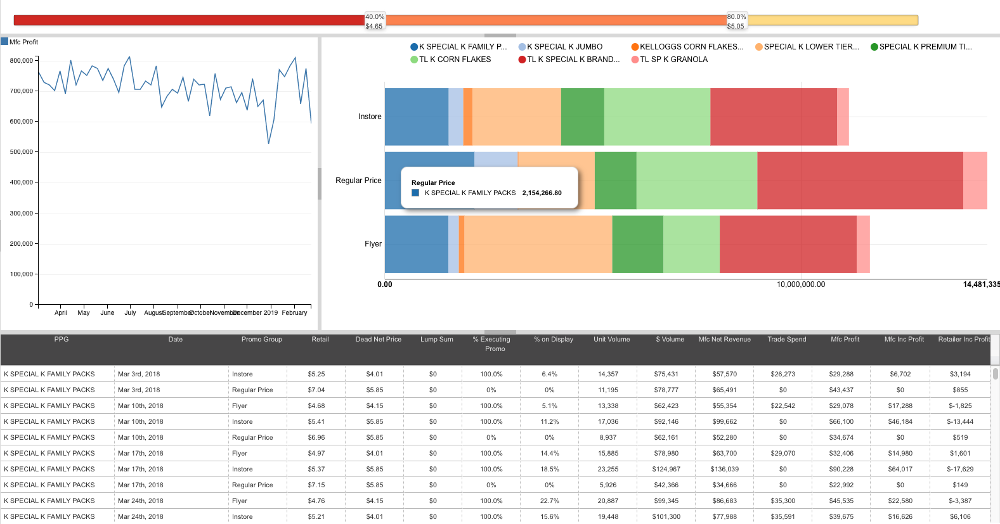 40.0%
$4.65
80.0%
$5.05
Mfc Profit
800,000
700,000
600,000
500,000
400,000
300,000
200,000
100,000
0
April May June July August September October November December 2019 February
K SPECIAL K FAMILY P... K SPECIAL K JUMBO KELLOGGS CORN FLAKES... SPECIAL K LOWER TIER... SPECIAL K PREMIUM TI...
TL K CORN FLAKES TL K SPECIAL K BRAND... TL SP K GRANOLA
Instore
Regular Price
Flyer
Regular Price
K SPECIAL K FAMILY PACKS 2,154,266.80
0.00 10,000,000.00 14,481,335
PPG Date Promo Group Retail Dead Net Price Lump Sum % Executing Promo % on Display Unit Volume $ Volume Mfc Net Revenue Trade Spend Mfc Profit Mfc Inc Profit Retailer Inc Profit
K SPECIAL K FAMILY PACKS Mar 3rd, 2018 Instore $5.25 $4.01 $0 100.0% 6.4% 14,357 $75,431 $57,570 $26,273 $29,288 $6,702 $3,194
K SPECIAL K FAMILY PACKS Mar 3rd, 2018 Regular Price $7.04 $5.85 $0 0% 0% 11,195 $78,777 $65,491 $0 $43,437 $0 $855
K SPECIAL K FAMILY PACKS Mar 10th, 2018 Flyer $4.68 $4.15 $0 100.0% 5.1% 13,338 $62,423 $55,354 $22,542 $29,078 $17,288 $-1,825
K SPECIAL K FAMILY PACKS Mar 10th, 2018 Instore $5.41 $5.85 $0 100.0% 11.2% 17,036 $92,146 $99,662 $0 $66,100 $46,184 $-13,444
K SPECIAL K FAMILY PACKS Mar 10th, 2018 Regular Price $6.96 $5.85 $0 0% 0% 8,937 $62,161 $52,280 $0 $34,674 $0 $519
K SPECIAL K FAMILY PACKS Mar 17th, 2018 Flyer $4.97 $4.01 $0 100.0% 14.4% 15,885 $78,980 $63,700 $29,070 $32,406 $14,980 $1,601
K SPECIAL K FAMILY PACKS Mar 17th, 2018 Instore $5.37 $5.85 $0 100.0% 18.5% 23,255 $124,967 $136,039 $0 $90,228 $64,017 $-17,629
K SPECIAL K FAMILY PACKS Mar 17th, 2018 Regular Price $7.15 $5.85 $0 0% 0% 5,926 $42,366 $34,666 $0 $22,992 $0 $149
K SPECIAL K FAMILY PACKS Mar 24th, 2018 Flyer $4.76 $4.15 $0 100.0% 22.7% 20,887 $99,345 $86,683 $35,300 $45,535 $22,580 $-3,387
K SPECIAL K FAMILY PACKS Mar 24th, 2018 Instore $5.21 $4.01 $0 100.0% 15.6% 19,448 $101,300 $77,988 $35,591 $39,675 $16,626 $6,106